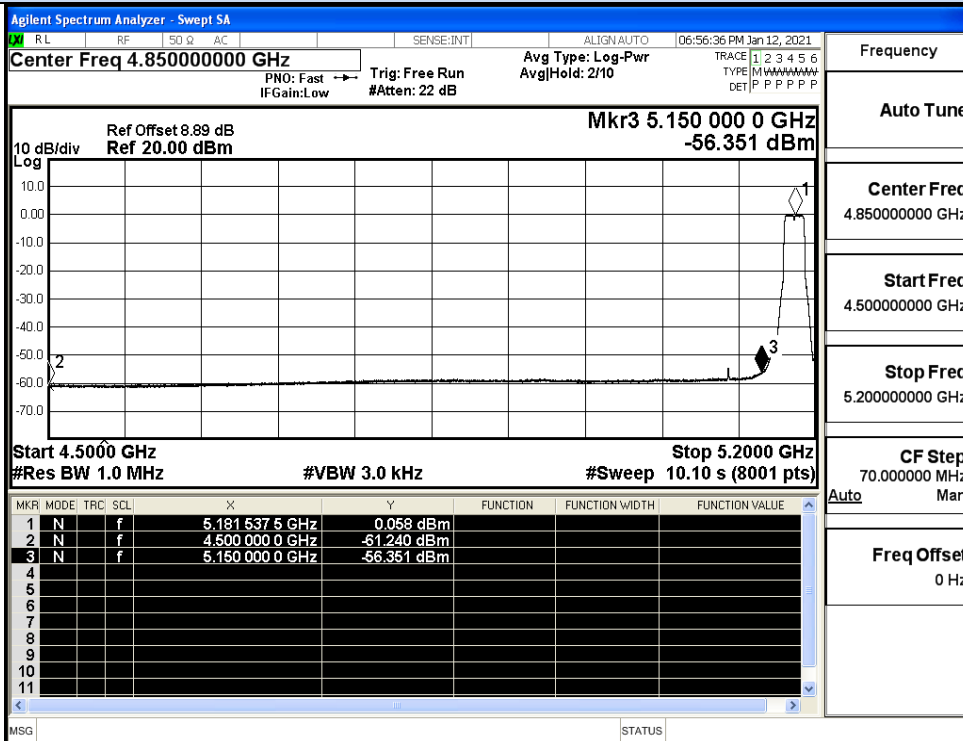 Agilent Spectrum Analyzer - Swept SA
LXI RL RF 50 Ω AC SENSE:INT ALIGN AUTO 06:56:36 PM Jan 12, 2021
Center Freq 4.850000000 GHz
PNO: Fast
IFGain:Low
Trig: Free Run
#Atten: 22 dB
Avg Type: Log-Pwr
Avg|Hold: 2/10
TRACE 1 2 3 4 5 6
TYPE M WWWWW
DET P P P P P P
Ref Offset 8.89 dB
10 dB/div Ref 20.00 dBm
Log
Mkr3 5.150 000 0 GHz
-56.351 dBm
10.0
0.00
-10.0
-20.0
-30.0
-40.0
-50.0
-60.0
-70.0
1
2
3
Start 4.5000 GHz Stop 5.2000 GHz
#Res BW 1.0 MHz #VBW 3.0 kHz #Sweep 10.10 s (8001 pts)
MKR MODE TRC SCL X Y FUNCTION FUNCTION WIDTH FUNCTION VALUE
1 N f 5.181 537 5 GHz 0.058 dBm
2 N f 4.500 000 0 GHz -61.240 dBm
3 N f 5.150 000 0 GHz -56.351 dBm
4
5
6
7
8
9
10
11
MSG STATUS
Frequency
Auto Tune
Center Freq
4.850000000 GHz
Start Freq
4.500000000 GHz
Stop Freq
5.200000000 GHz
CF Step
70.000000 MHz
Auto Man
Freq Offset
0 Hz